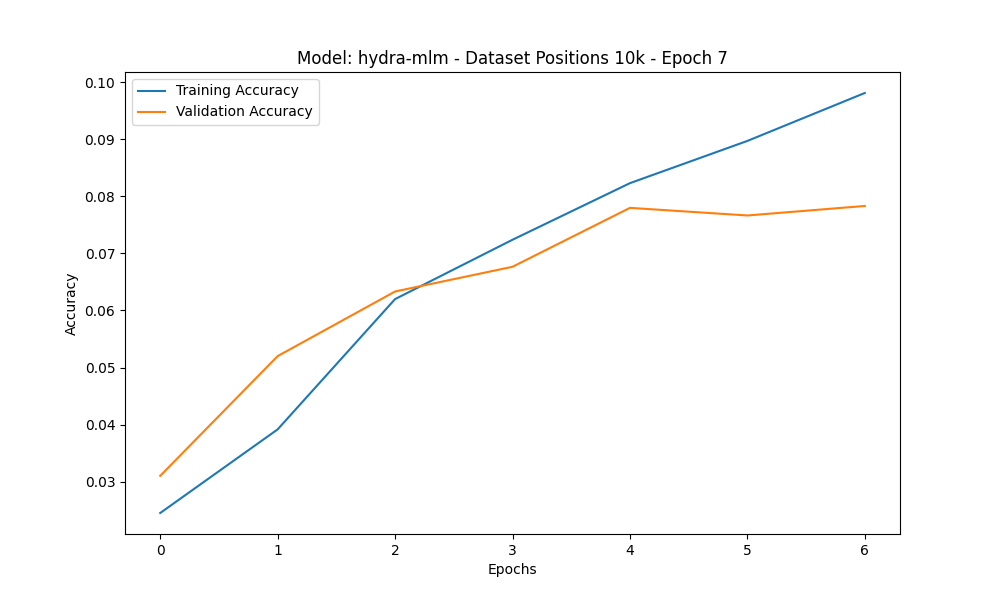 Model: hydra-mlm - Dataset Positions 10k - Epoch 7
Training Accuracy
Validation Accuracy
Accuracy
0.10
0.09
0.08
0.07
0.06
0.05
0.04
0.03
0 1 2 3 4 5 6
Epochs